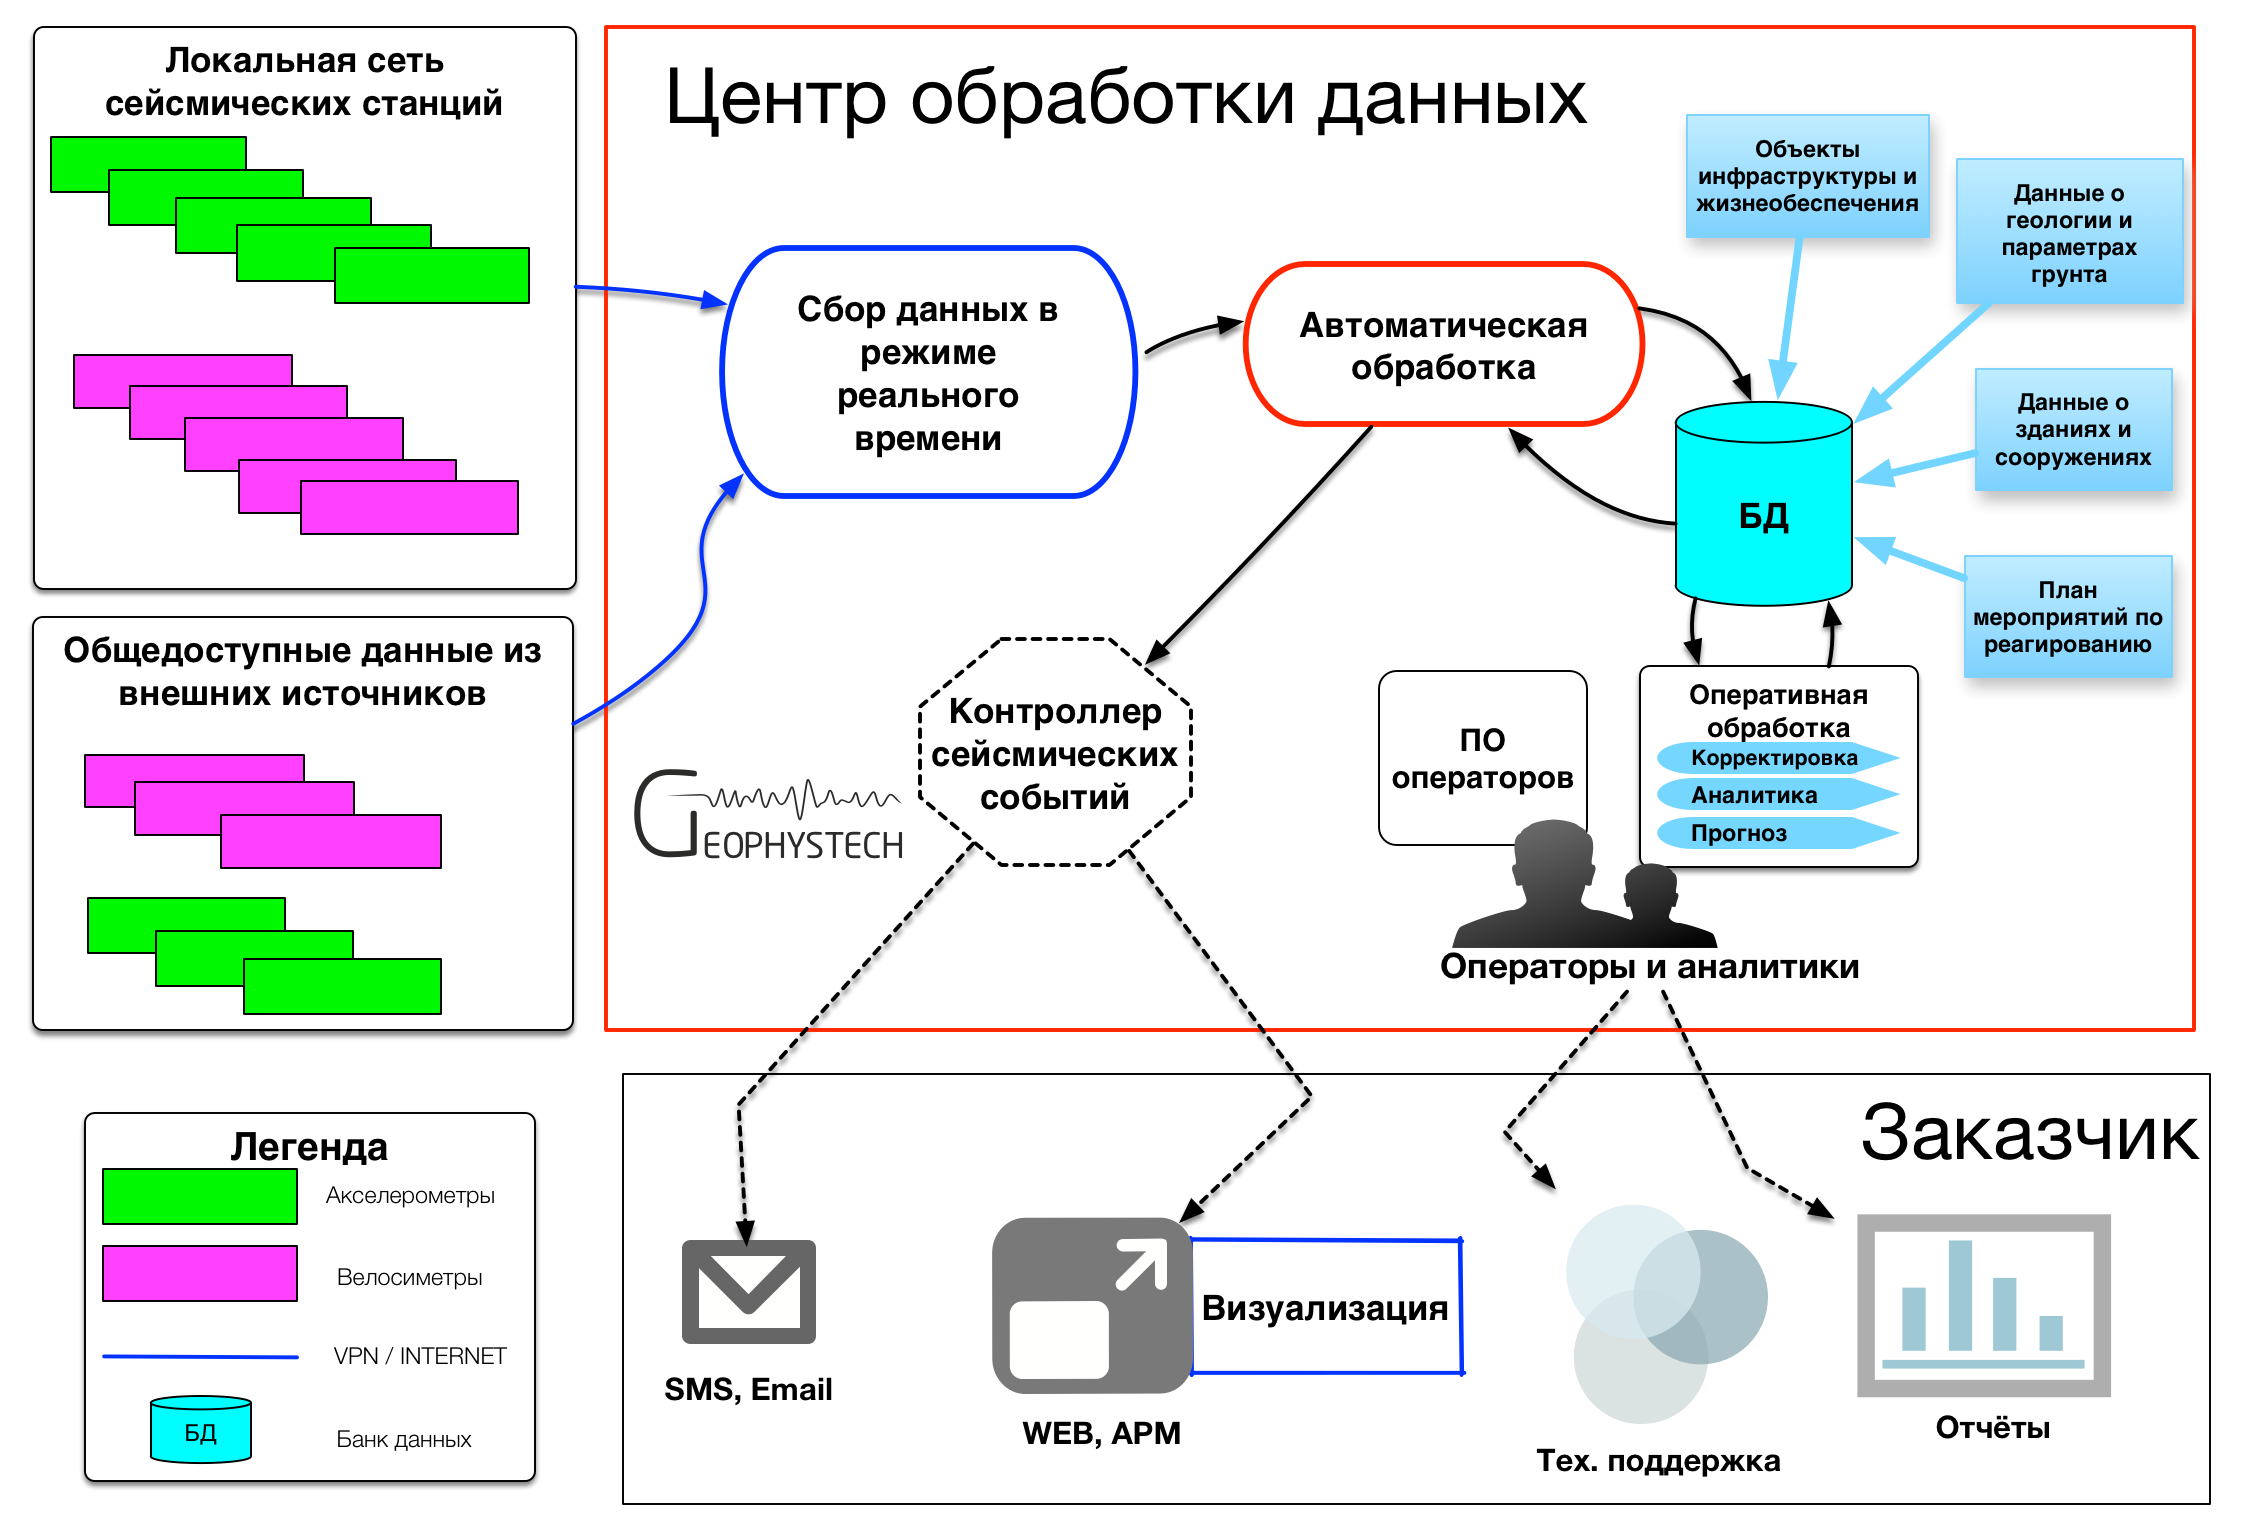 Локальная сеть
сейсмических станций
Общедоступные данные из
внешних источников
Центр обработки данных
Сбор данных в
режиме
реального
времени
Автоматическая
обработка
Объекты
инфраструктуры и
жизнеобеспечения
Данные о
геологии и
параметрах
грунта
Данные о
зданиях и
сооружениях
План
мероприятий по
реагированию
БД
Контроллер
сейсмических
событий
GEOPHYSTECH
ПО
операторов
Оперативная
обработка
Корректировка
Аналитика
Прогноз
Операторы и аналитики
Легенда
Акселерометры
Велосиметры
VPN / INTERNET
БД
Банк данных
Заказчик
SMS, Email
Визуализация
WEB, АРМ
Тех. поддержка
Отчёты